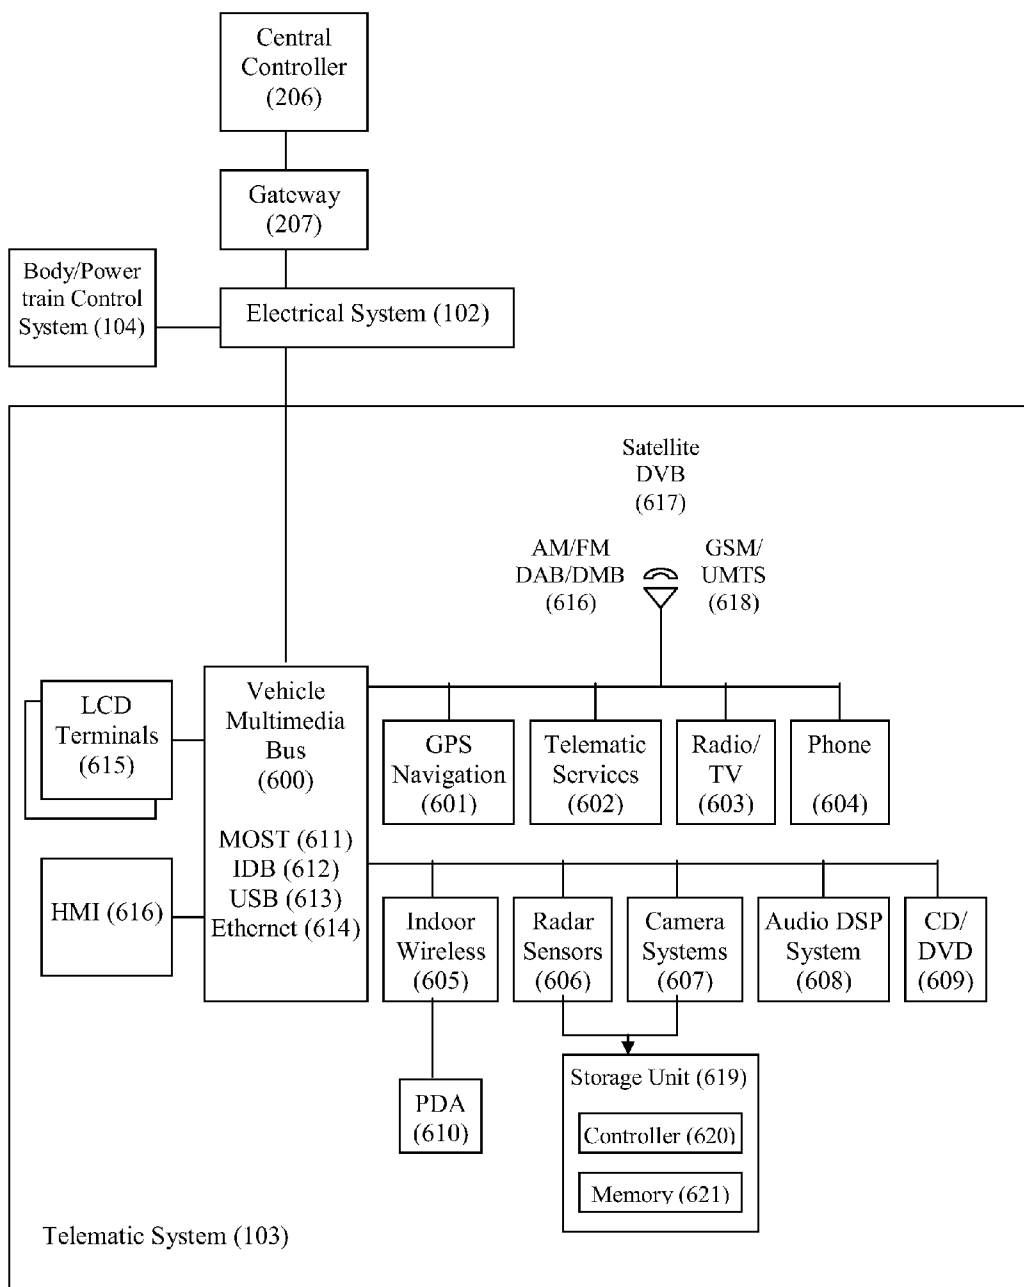 Central
Controller
(206)
Gateway
(207)
Body/Power
train Control
System (104)
Electrical System (102)
Satellite
DVB
(617)
AM/FM
DAB/DMB
(616)
GSM/
UMTS
(618)
LCD
Terminals
(615)
Vehicle
Multimedia
Bus
(600)
MOST (611)
IDB (612)
USB (613)
Ethernet (614)
GPS
Navigation
(601)
Telematic
Services
(602)
Radio/
TV
(603)
Phone
(604)
HMI (616)
Indoor
Wireless
(605)
Radar
Sensors
(606)
Camera
Systems
(607)
Audio DSP
System
(608)
CD/
DVD
(609)
PDA
(610)
Storage Unit (619)
Controller (620)
Memory (621)
Telematic System (103)